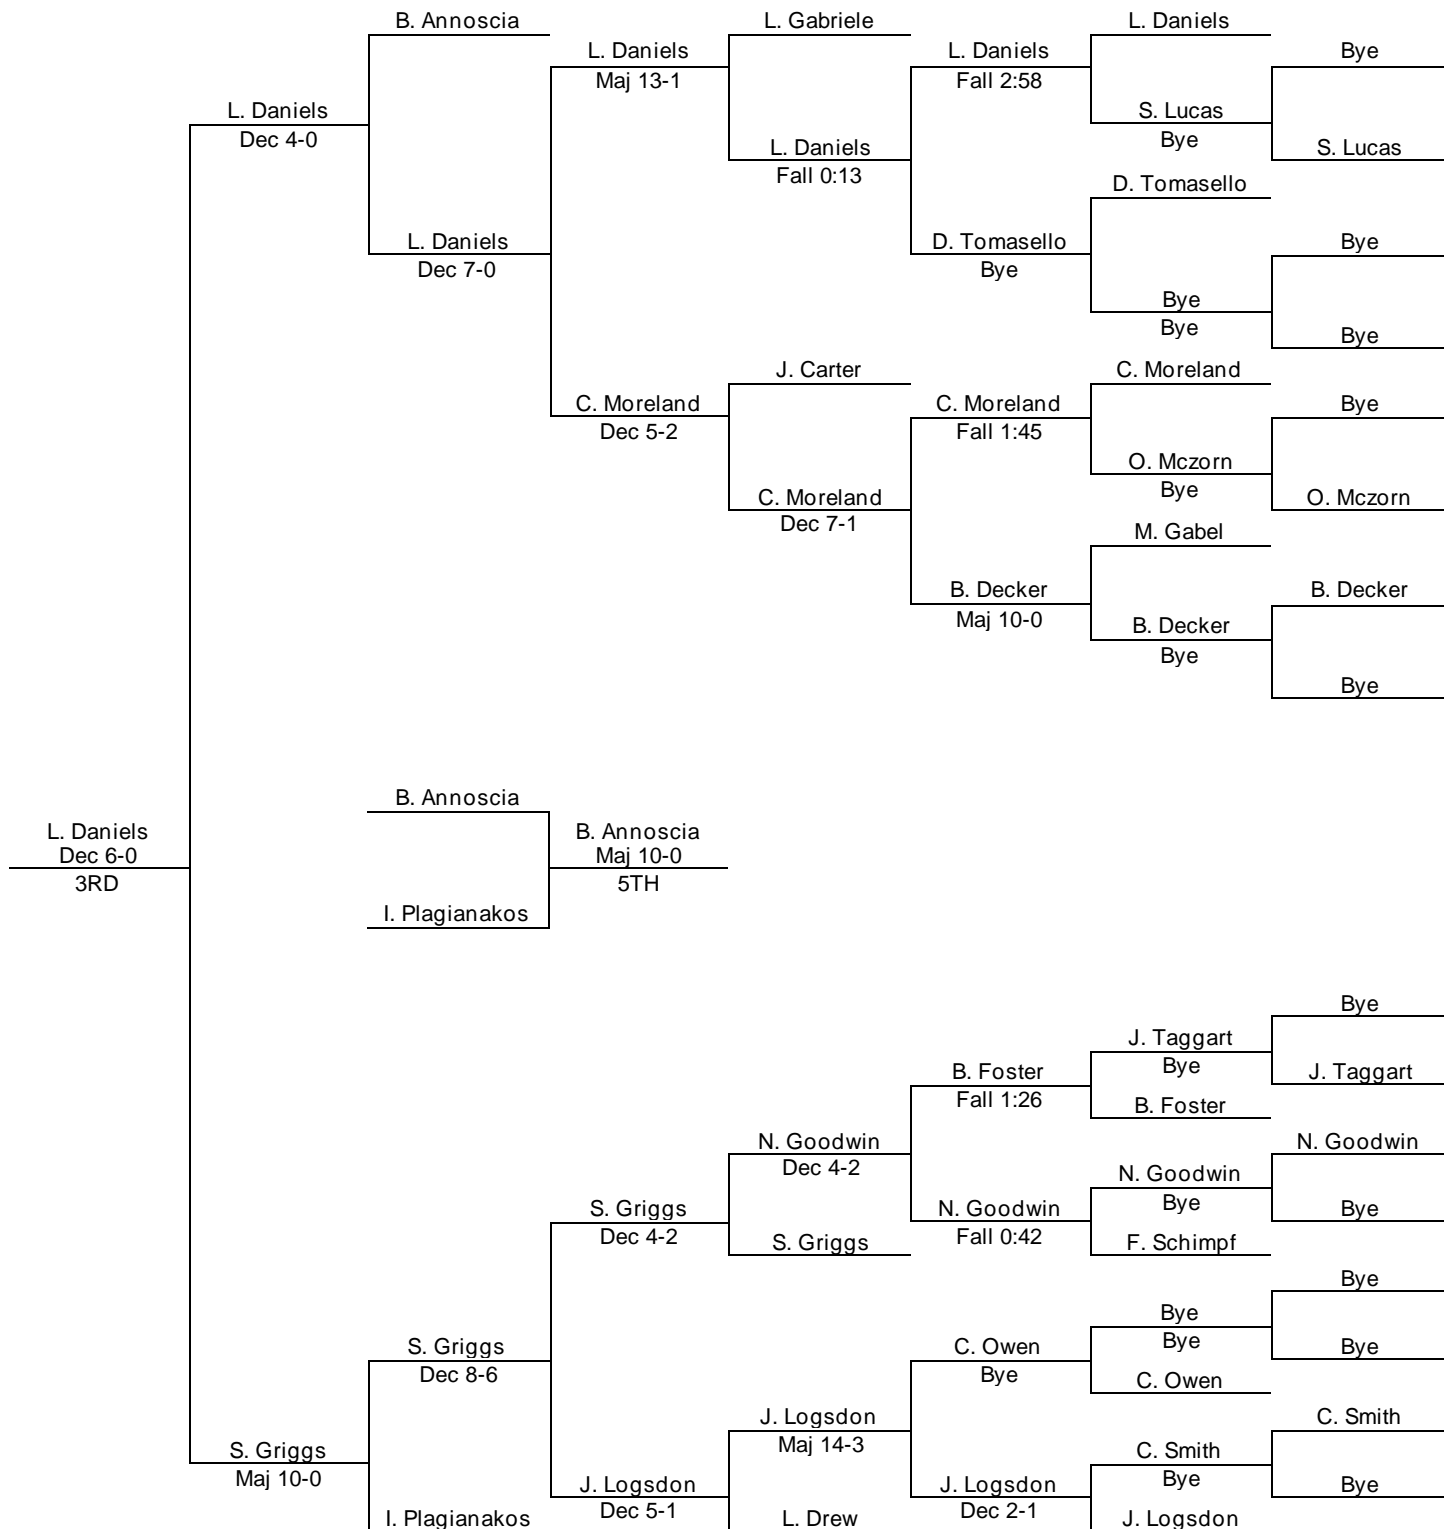 B. Annoscia
L. Gabriele
L. Daniels
L. Daniels
Maj 13-1
L. Daniels
Fall 2:58
Bye
L. Daniels
Dec 4-0
S. Lucas
Bye
L. Daniels
Fall 0:13
S. Lucas
D. Tomasello
L. Daniels
Dec 7-0
D. Tomasello
Bye
Bye
Bye
Bye
Bye
J. Carter
C. Moreland
C. Moreland
Dec 5-2
C. Moreland
Fall 1:45
Bye
O. Mczorn
Bye
C. Moreland
Dec 7-1
O. Mczorn
M. Gabel
B. Decker
Maj 10-0
B. Decker
B. Decker
Bye
Bye
B. Annoscia
L. Daniels
Dec 6-0
3RD
B. Annoscia
Maj 10-0
5TH
I. Plagianakos
Bye
J. Taggart
Bye
B. Foster
Fall 1:26
J. Taggart
B. Foster
N. Goodwin
Dec 4-2
N. Goodwin
N. Goodwin
Bye
S. Griggs
Dec 4-2
N. Goodwin
Fall 0:42
Bye
S. Griggs
F. Schimpf
Bye
Bye
Bye
S. Griggs
Dec 8-6
C. Owen
Bye
Bye
C. Owen
J. Logsdon
Maj 14-3
C. Smith
S. Griggs
Maj 10-0
C. Smith
Bye
J. Logsdon
Dec 5-1
J. Logsdon
Dec 2-1
Bye
I. Plagianakos
L. Drew
J. Logsdon